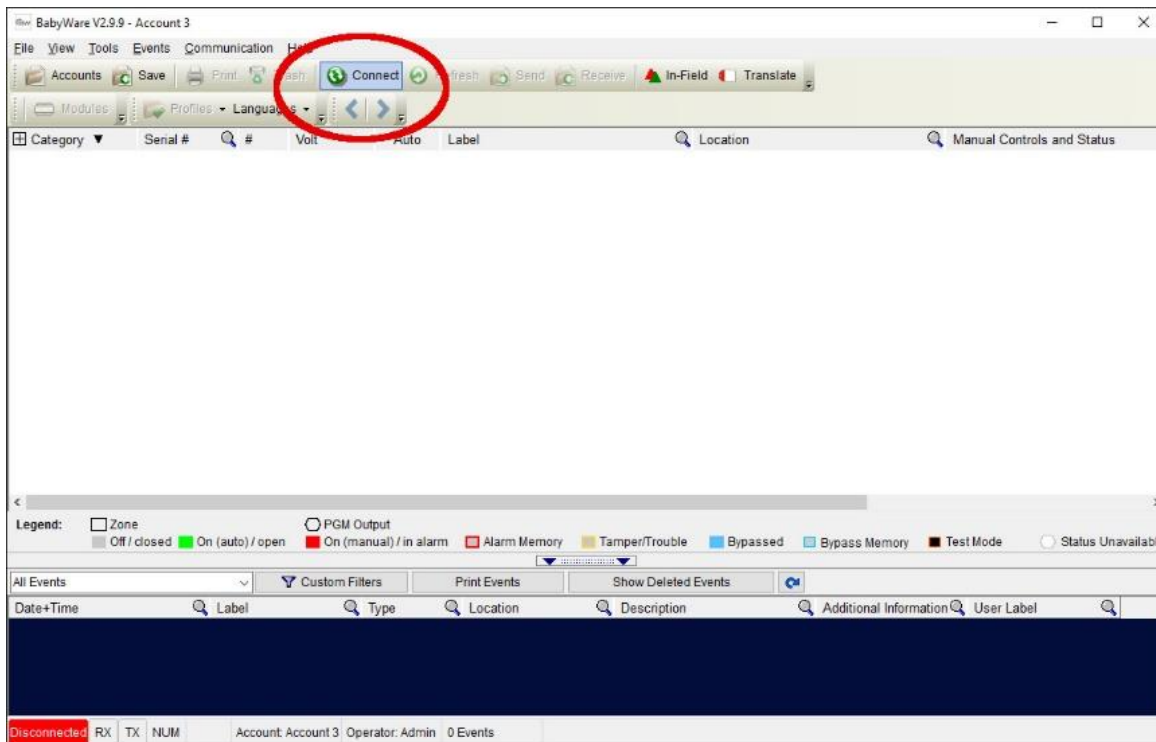 BabyWare V2.9.9 - Account 3
File View Tools Events Communication
Accounts Save Print Connect Send Receive In-Field Translate
Modules Profiles Languages
Category Serial # # Volt Auto Label Location Manual Controls and Status
Legend: Zone PGM Output
Off / closed On (auto) / open On (manual) / in alarm Alarm Memory Tamper/Trouble Bypassed Bypass Memory Test Mode Status Unavailabl
All Events Custom Filters Print Events Show Deleted Events
Date+Time Label Type Location Description Additional Information User Label
Disconnected RX TX NUM Account: Account 3 Operator: Admin 0 Events